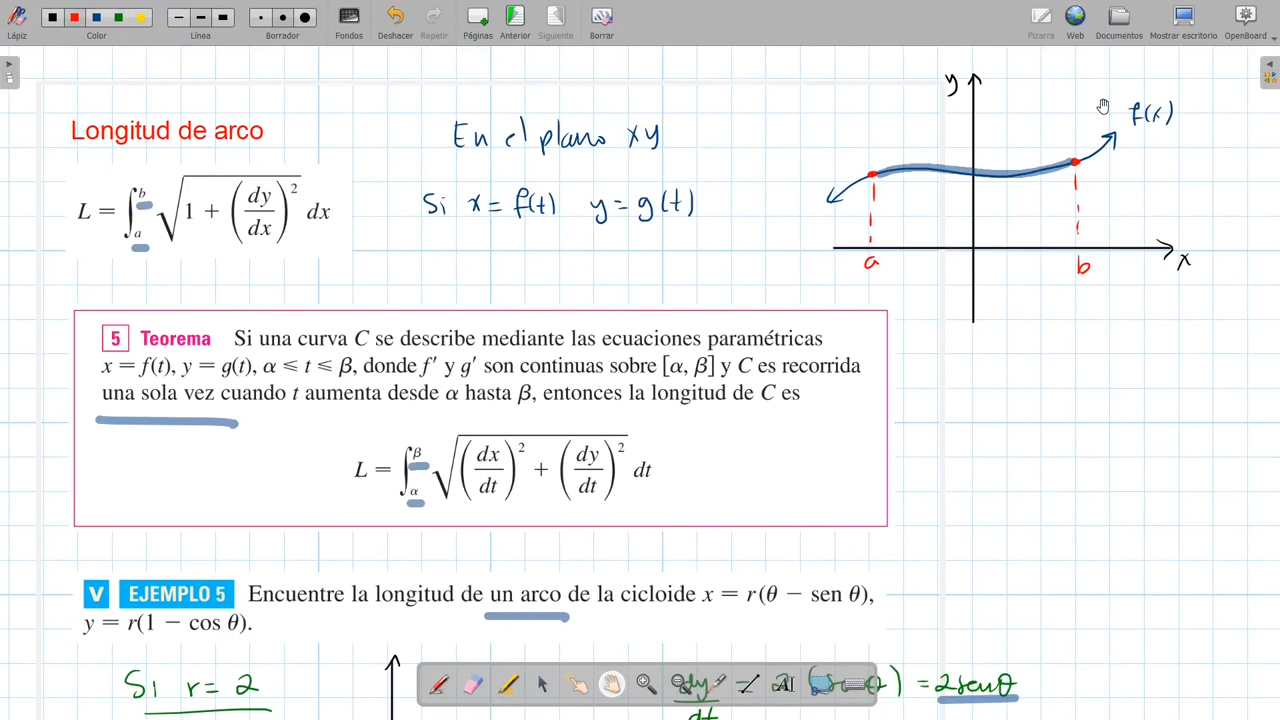 Lápiz Color Línea Borrador Fondos Deshacer Repetir Páginas Anterior Siguiente Borrar Pizarra Web Documentos Mostrar escritorio OpenBoard
Longitud de arco
En el plano xy
y
f(x)
L = ∫_a^b √(1 + (dy/dx)^2) dx
Si x = f(t) y = g(t)
a b x
5 Teorema Si una curva C se describe mediante las ecuaciones paramétricas
x = f(t), y = g(t), α ≤ t ≤ β, donde f′ y g′ son continuas sobre [α, β] y C es recorrida
una sola vez cuando t aumenta desde α hasta β, entonces la longitud de C es
L = ∫_α^β √((dx/dt)^2 + (dy/dt)^2) dt
V EJEMPLO 5 Encuentre la longitud de un arco de la cicloide x = r(θ − sen θ),
y = r(1 − cos θ).
Si r = 2
dy/dt = 2 (senθ) = 2senθ